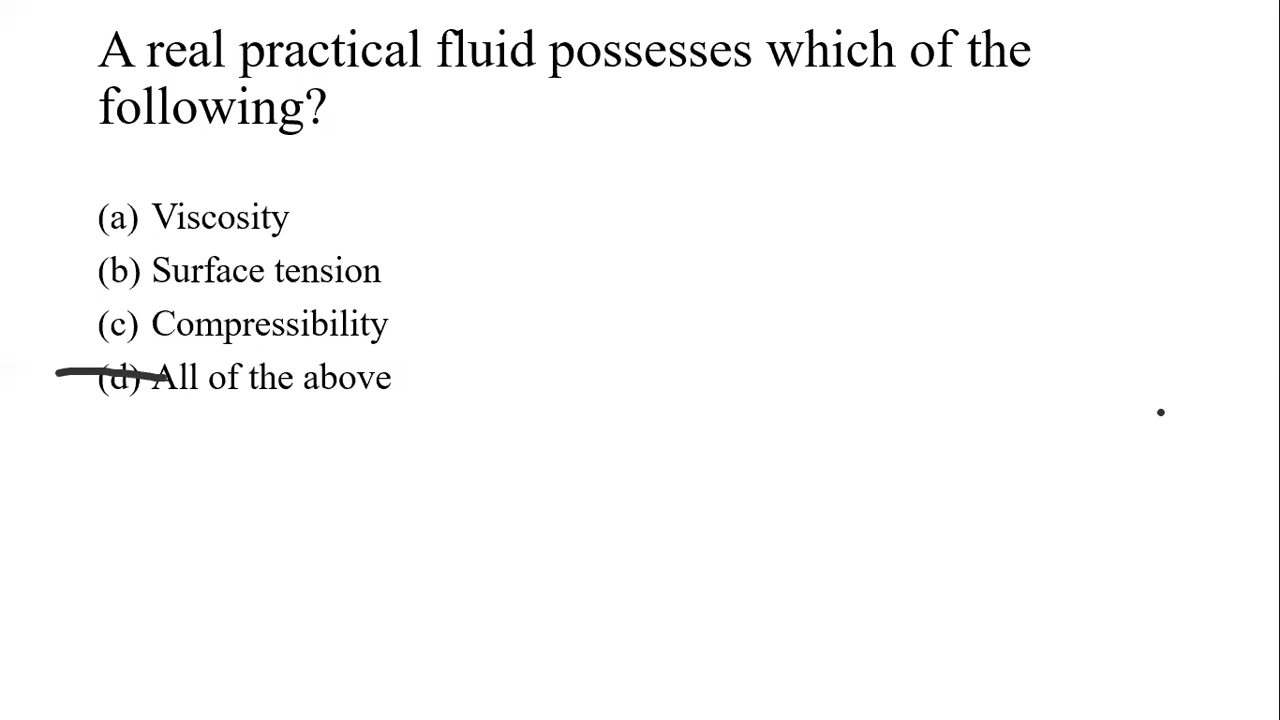 A real practical fluid possesses which of the
following?
(a) Viscosity
(b) Surface tension
(c) Compressibility
(d) All of the above